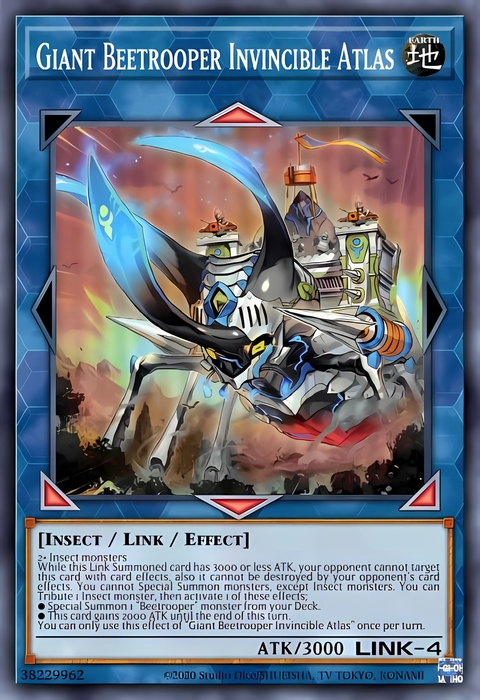 GIANT BEETROOPER INVINCIBLE ATLAS
EARTH
地
[INSECT / LINK / EFFECT]
2+ Insect monsters
While this Link Summoned card has 3000 or less ATK, your opponent cannot target
this card with card effects, also it cannot be destroyed by your opponent's card
effects. You cannot Special Summon monsters, except Insect monsters. You can
Tribute 1 Insect monster, then activate 1 of these effects;
● Special Summon 1 "Beetrooper" monster from your Deck.
● This card gains 2000 ATK until the end of this turn.
You can only use this effect of "Giant Beetrooper Invincible Atlas" once per turn.
ATK/3000 LINK-4
38229962
©2020 Studio Dice/SHUEISHA, TV TOKYO, KONAMI